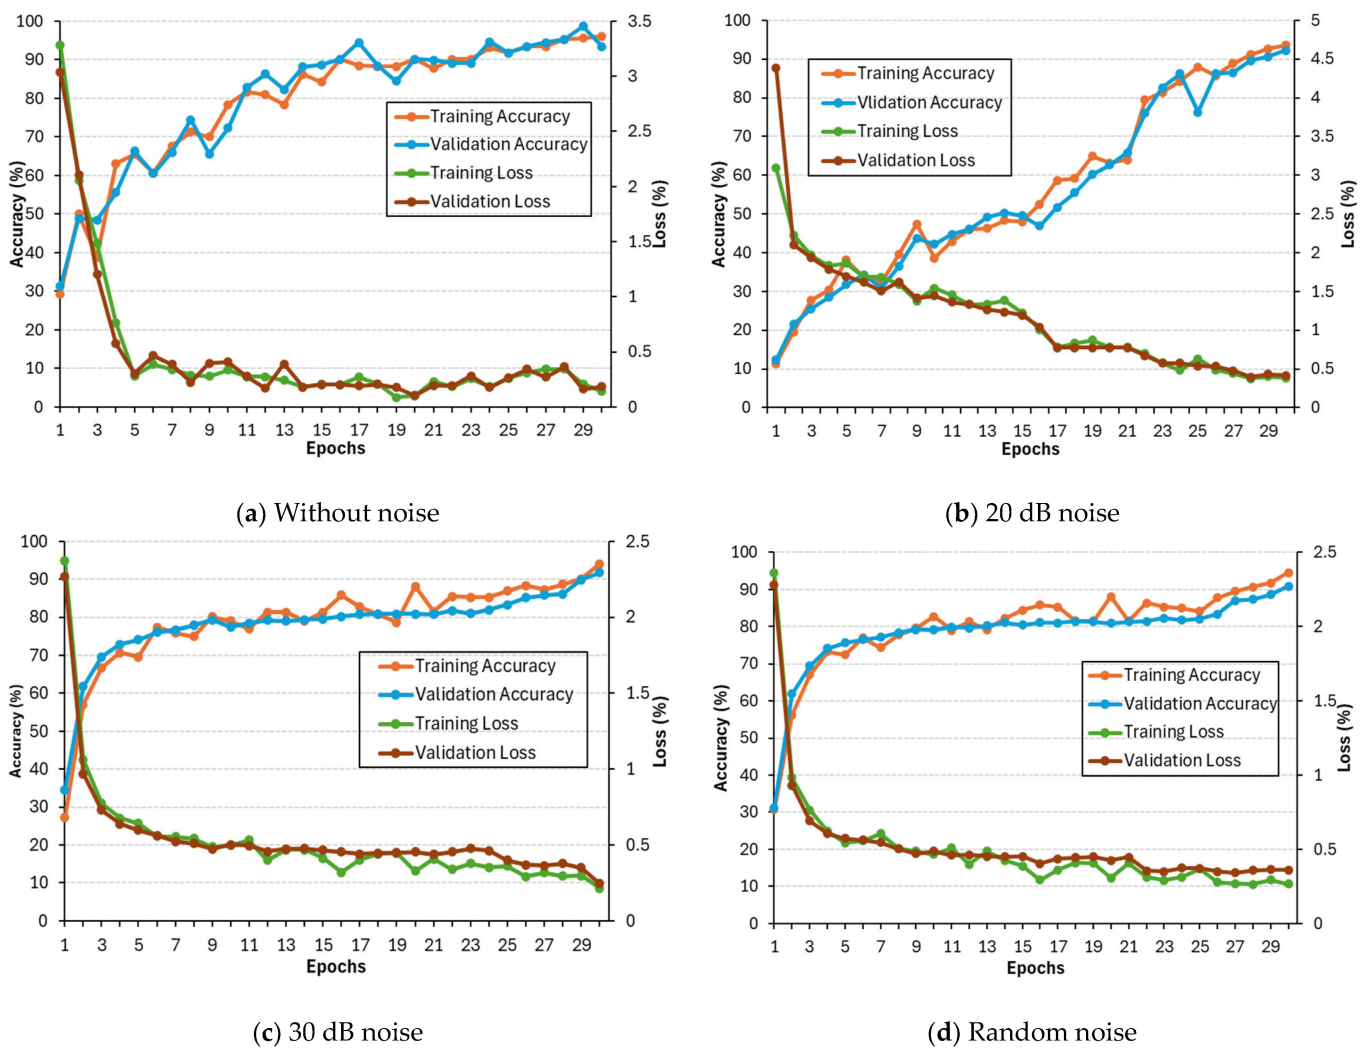 100
90
80
70
60
50
40
30
20
10
0
Accuracy (%)
3.5
3
2.5
2
1.5
1
0.5
0
Loss (%)
Training Accuracy
Validation Accuracy
Training Loss
Validation Loss
1 3 5 7 9 11 13 15 17 19 21 23 25 27 29
Epochs
(a) Without noise
100
90
80
70
60
50
40
30
20
10
0
Accuracy (%)
5
4.5
4
3.5
3
2.5
2
1.5
1
0.5
0
Loss (%)
Training Accuracy
Vlidation Accuracy
Training Loss
Validation Loss
1 3 5 7 9 11 13 15 17 19 21 23 25 27 29
Epochs
(b) 20 dB noise
100
90
80
70
60
50
40
30
20
10
0
Accuracy (%)
2.5
2
1.5
1
0.5
0
Loss (%)
Training Accuracy
Validation Accuracy
Training Loss
Validation Loss
1 3 5 7 9 11 13 15 17 19 21 23 25 27 29
Epochs
(c) 30 dB noise
100
90
80
70
60
50
40
30
20
10
0
Accuracy (%)
2.5
2
1.5
1
0.5
0
Loss (%)
Training Accuracy
Validation Accuracy
Training Loss
Validation Loss
1 3 5 7 9 11 13 15 17 19 21 23 25 27 29
Epochs
(d) Random noise